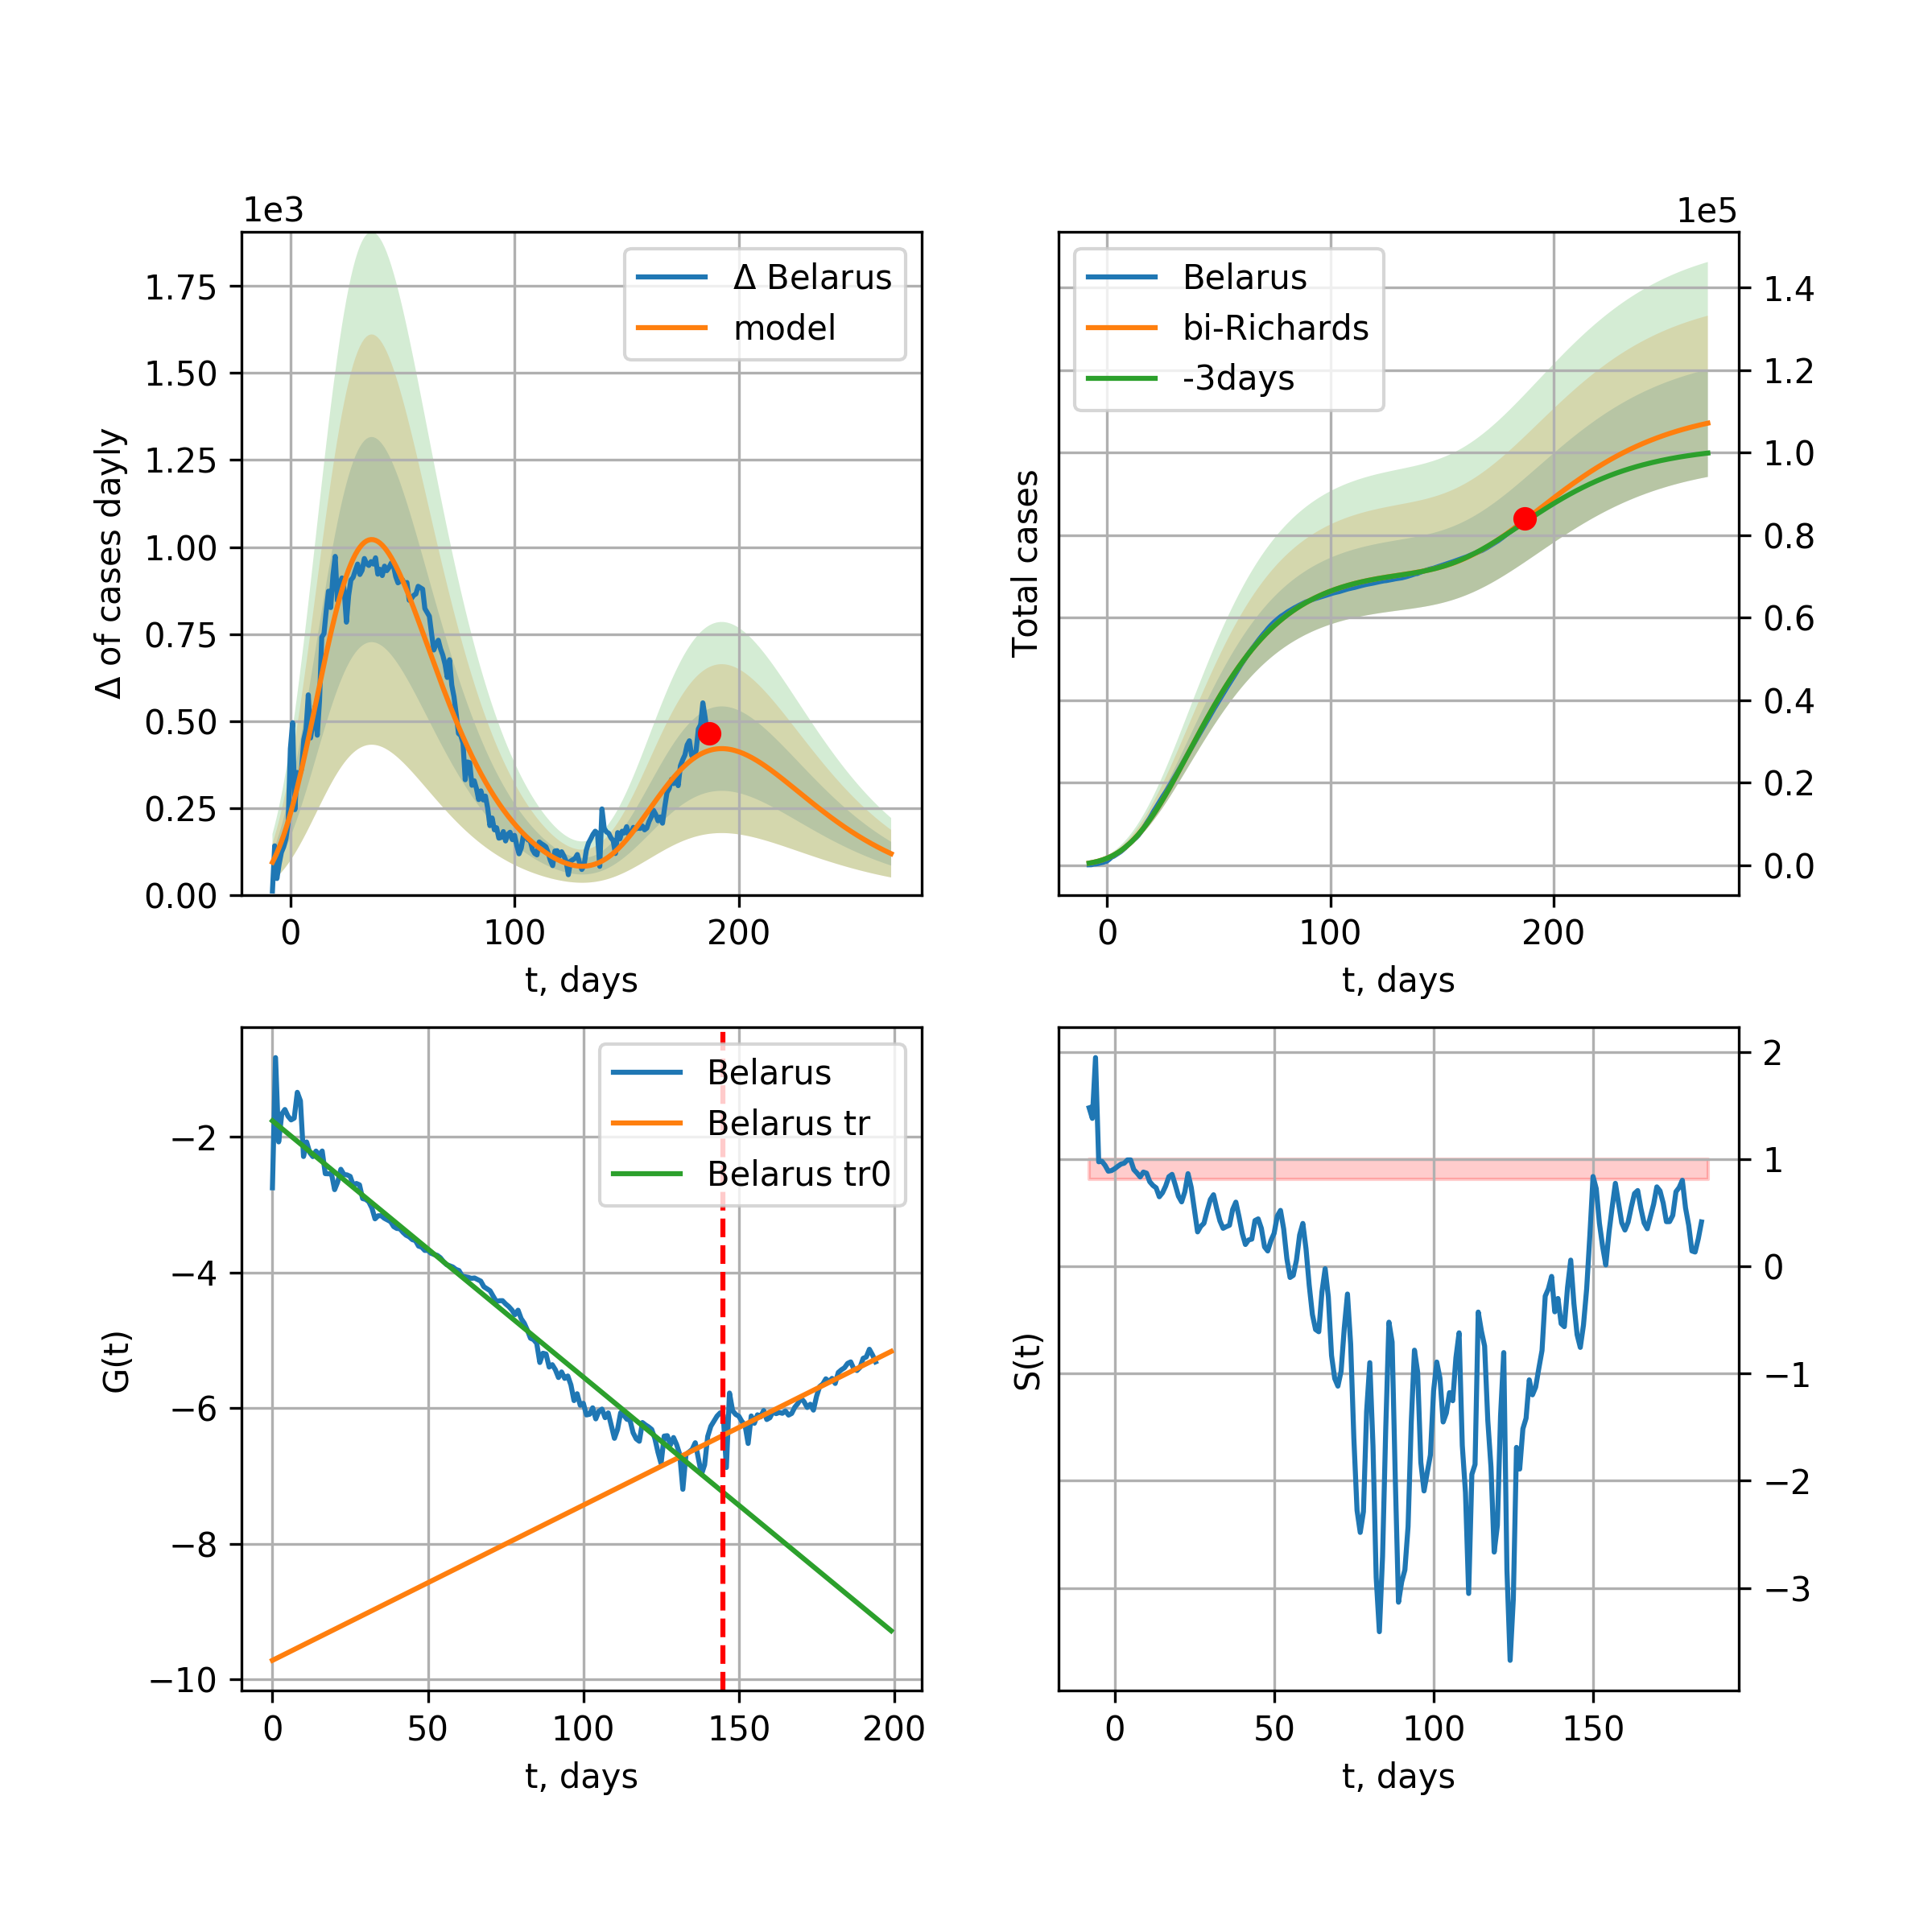 1e3
Δ of cases dayly
1.75
1.50
1.25
1.00
0.75
0.50
0.25
0.00
Δ Belarus
model
0 100 200
t, days
1e5
Total cases
Belarus
bi-Richards
-3days
1.4
1.2
1.0
0.8
0.6
0.4
0.2
0.0
0 100 200
t, days
G(t)
−2
−4
−6
−8
−10
Belarus
Belarus tr
Belarus tr0
0 50 100 150 200
t, days
S(t)
2
1
0
−1
−2
−3
0 50 100 150
t, days